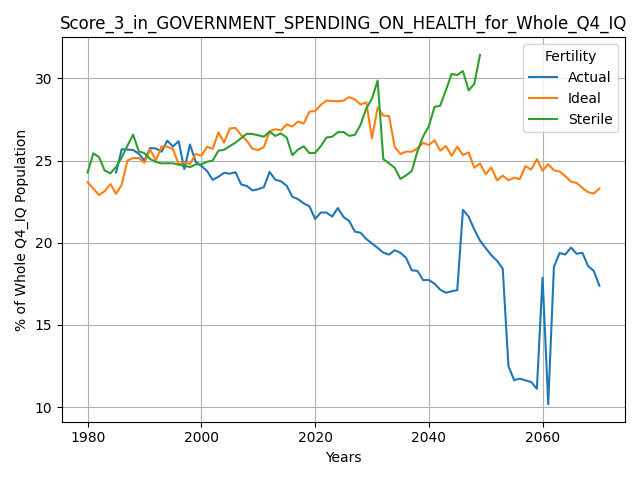 Score_3_in_GOVERNMENT_SPENDING_ON_HEALTH_for_Whole_Q4_IQ
Fertility
Actual
Ideal
Sterile
% of Whole Q4_IQ Population
30
25
20
15
10
1980
2000
2020
2040
2060
Years